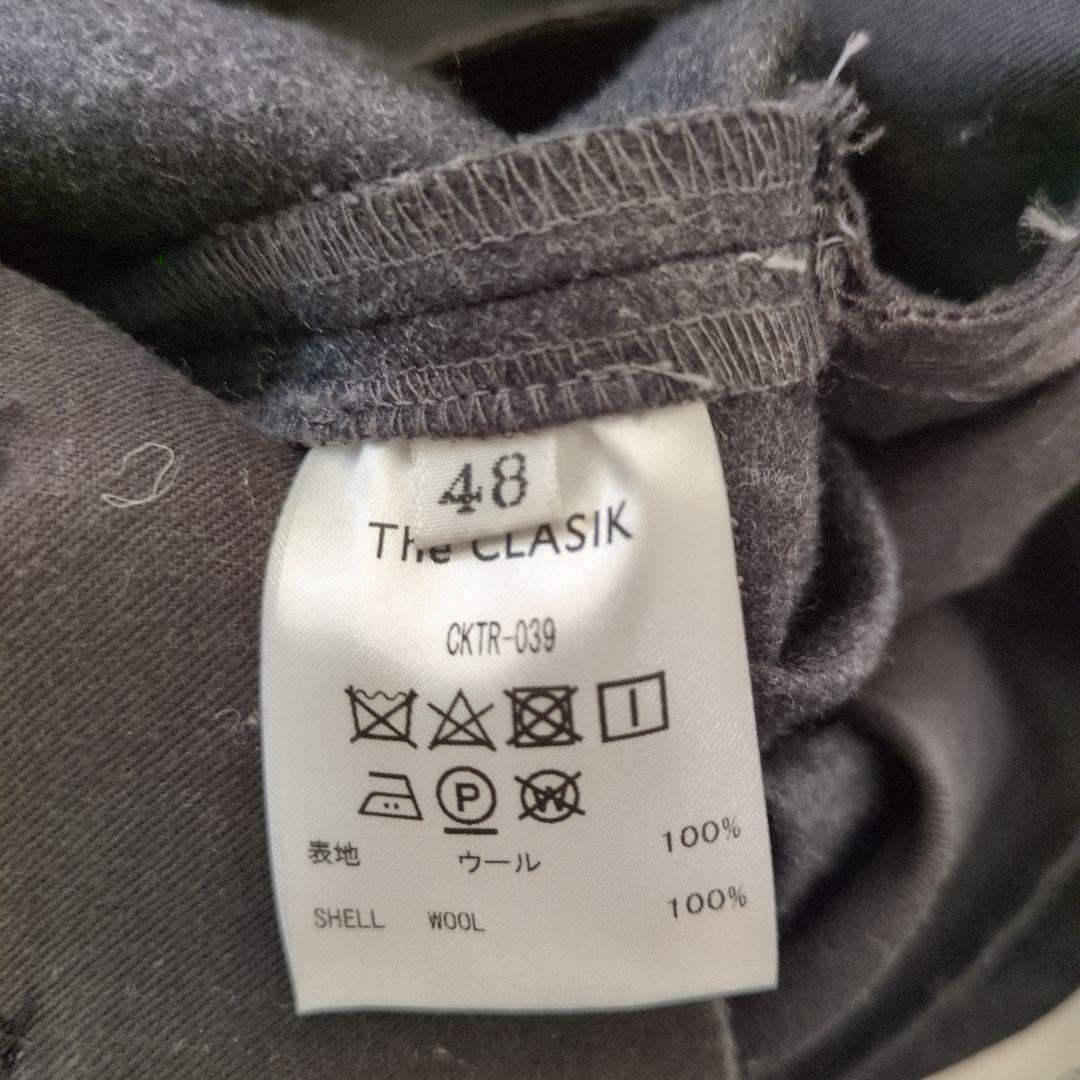 48
The CLASIK
CKTR-039
P W
表地 ウール 100%
SHELL WOOL 100%